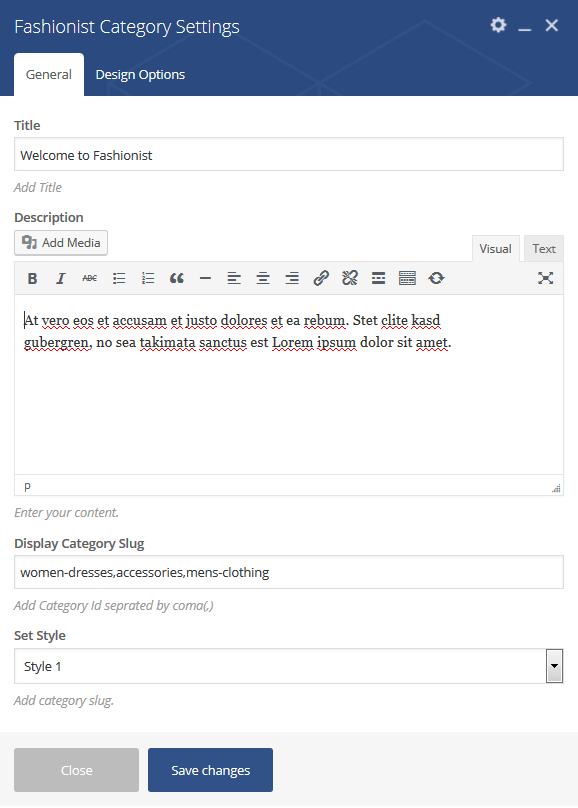 Fashionist Category Settings
General Design Options
Title
Welcome to Fashionist
Add Title
Description
Add Media
Visual Text
B I ABC
At vero eos et accusam et justo dolores et ea rebum. Stet clite kasd
gubergren, no sea takimata sanctus est Lorem ipsum dolor sit amet.
p
Enter your content.
Display Category Slug
women-dresses,accessories,mens-clothing
Add Category Id seprated by coma(,)
Set Style
Style 1
Add category slug.
Close Save changes